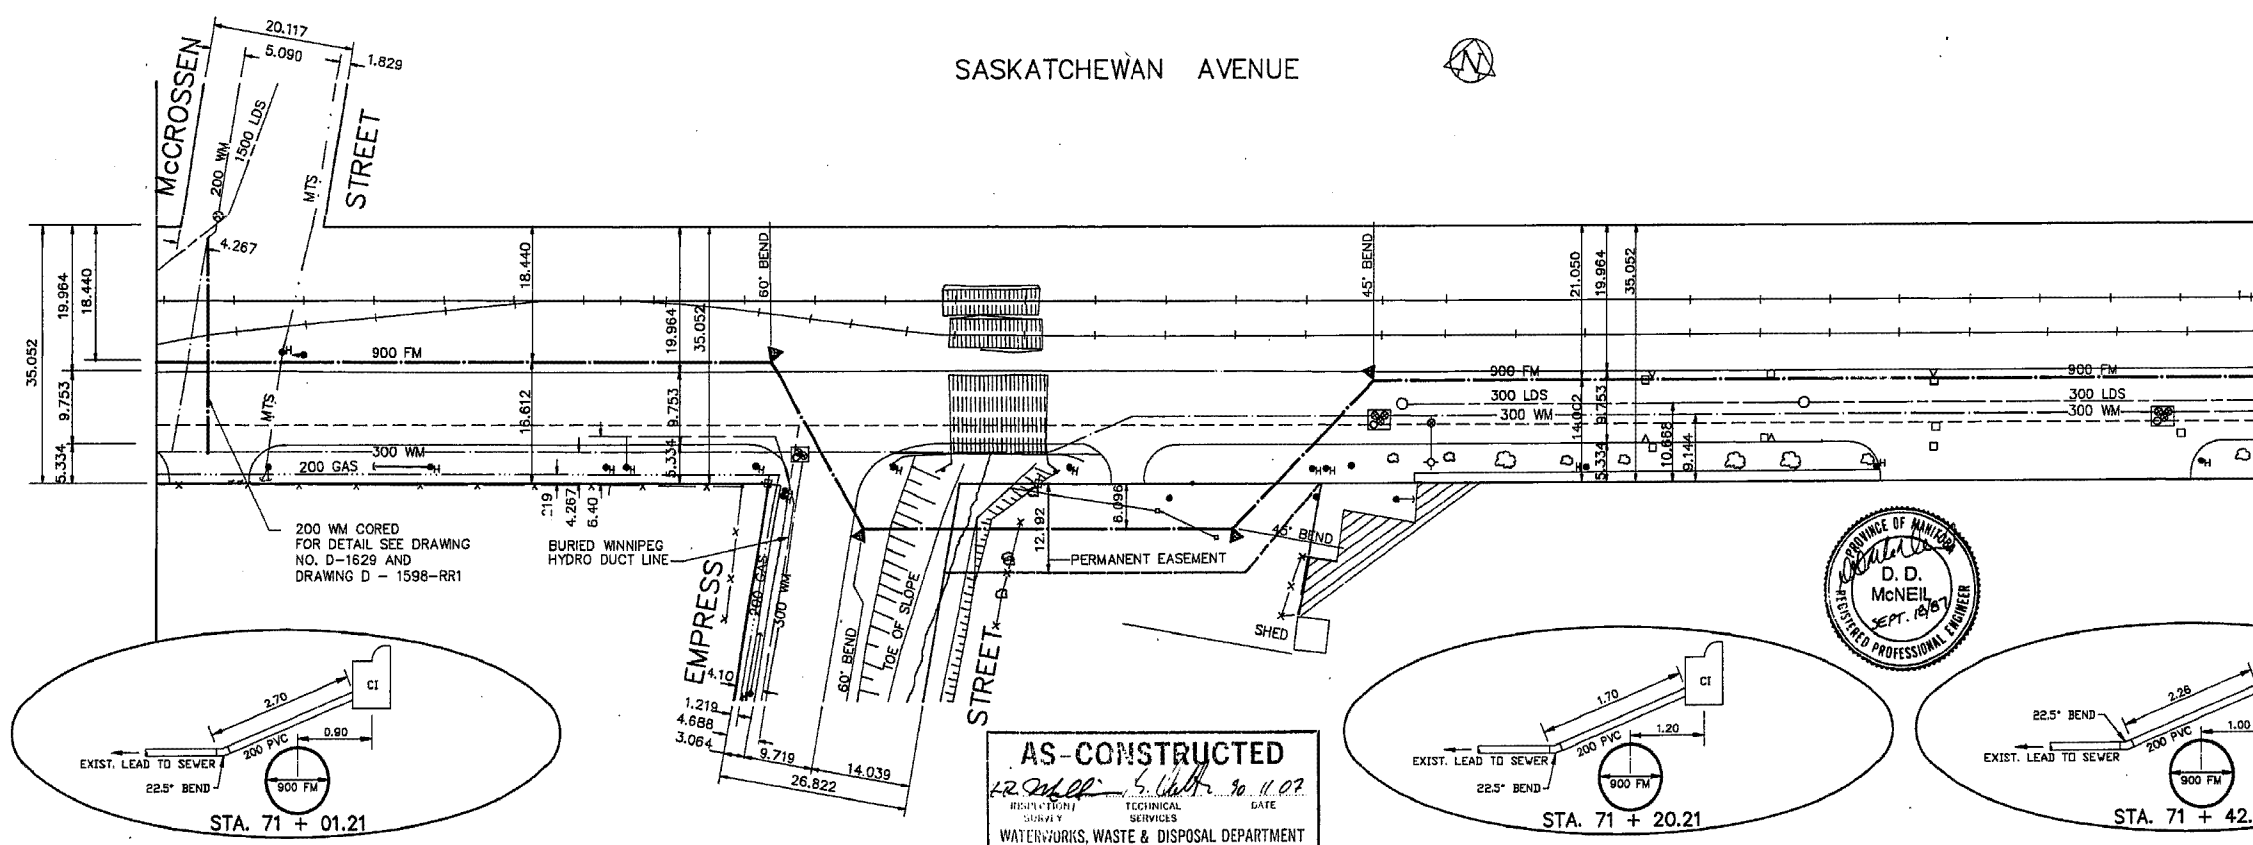 SASKATCHEWAN AVENUE
N
McCROSSEN
STREET
20.117
5.090
1.829
200 WM
1500 LDS
MTS
4.267
35.052
19.964
18.440
9.753
5.334
MTS
900 FM
300 WM
200 GAS
18.440
16.612
19.964
35.052
9.753
5.334
60° BEND
45° BEND
21.050
19.964
35.052
14.002
9.753
5.334
10.668
9.144
900 FM
300 LDS
300 WM
900 FM
300 LDS
300 WM
219
4.267
6.40
200 WM CORED
FOR DETAIL SEE DRAWING
NO. D-1629 AND
DRAWING D - 1598-RR1
BURIED WINNIPEG
HYDRO DUCT LINE
EMPRESS
STREET
200 GAS
300 WM
60° BEND
TOE OF SLOPE
12.192
6.096
45° BEND
PERMANENT EASEMENT
SHED
4.10
1.219
4.688
3.064
9.719
14.039
26.822
PROVINCE OF MANITOBA
D. D.
McNEIL
SEPT. 18/87
REGISTERED PROFESSIONAL ENGINEER
2.70
CI
0.90
200 PVC
EXIST. LEAD TO SEWER
22.5° BEND
900 FM
STA. 71 + 01.21
AS-CONSTRUCTED
90 11 07
INSPECTION/
SURVEY
TECHNICAL
SERVICES
DATE
WATERWORKS, WASTE & DISPOSAL DEPARTMENT
1.70
CI
1.20
200 PVC
EXIST. LEAD TO SEWER
22.5° BEND
900 FM
STA. 71 + 20.21
22.5° BEND
2.26
1.00
200 PVC
EXIST. LEAD TO SEWER
900 FM
STA. 71 + 42.